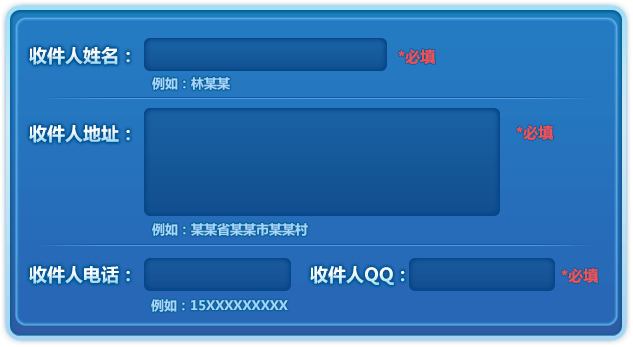 收件人姓名： *必填
例如：林某某
收件人地址： *必填
例如：某某省某某市某某村
收件人电话： 收件人QQ： *必填
例如：15XXXXXXXXX